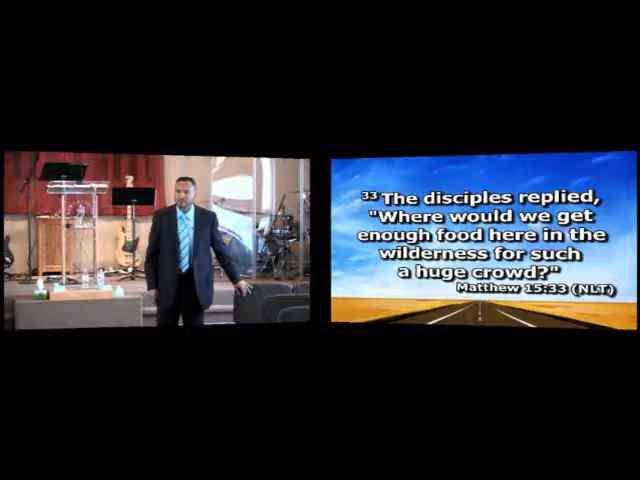 33 The disciples replied,
"Where would we get
enough food here in the
wilderness for such
a huge crowd?"
Matthew 15:33 (NLT)